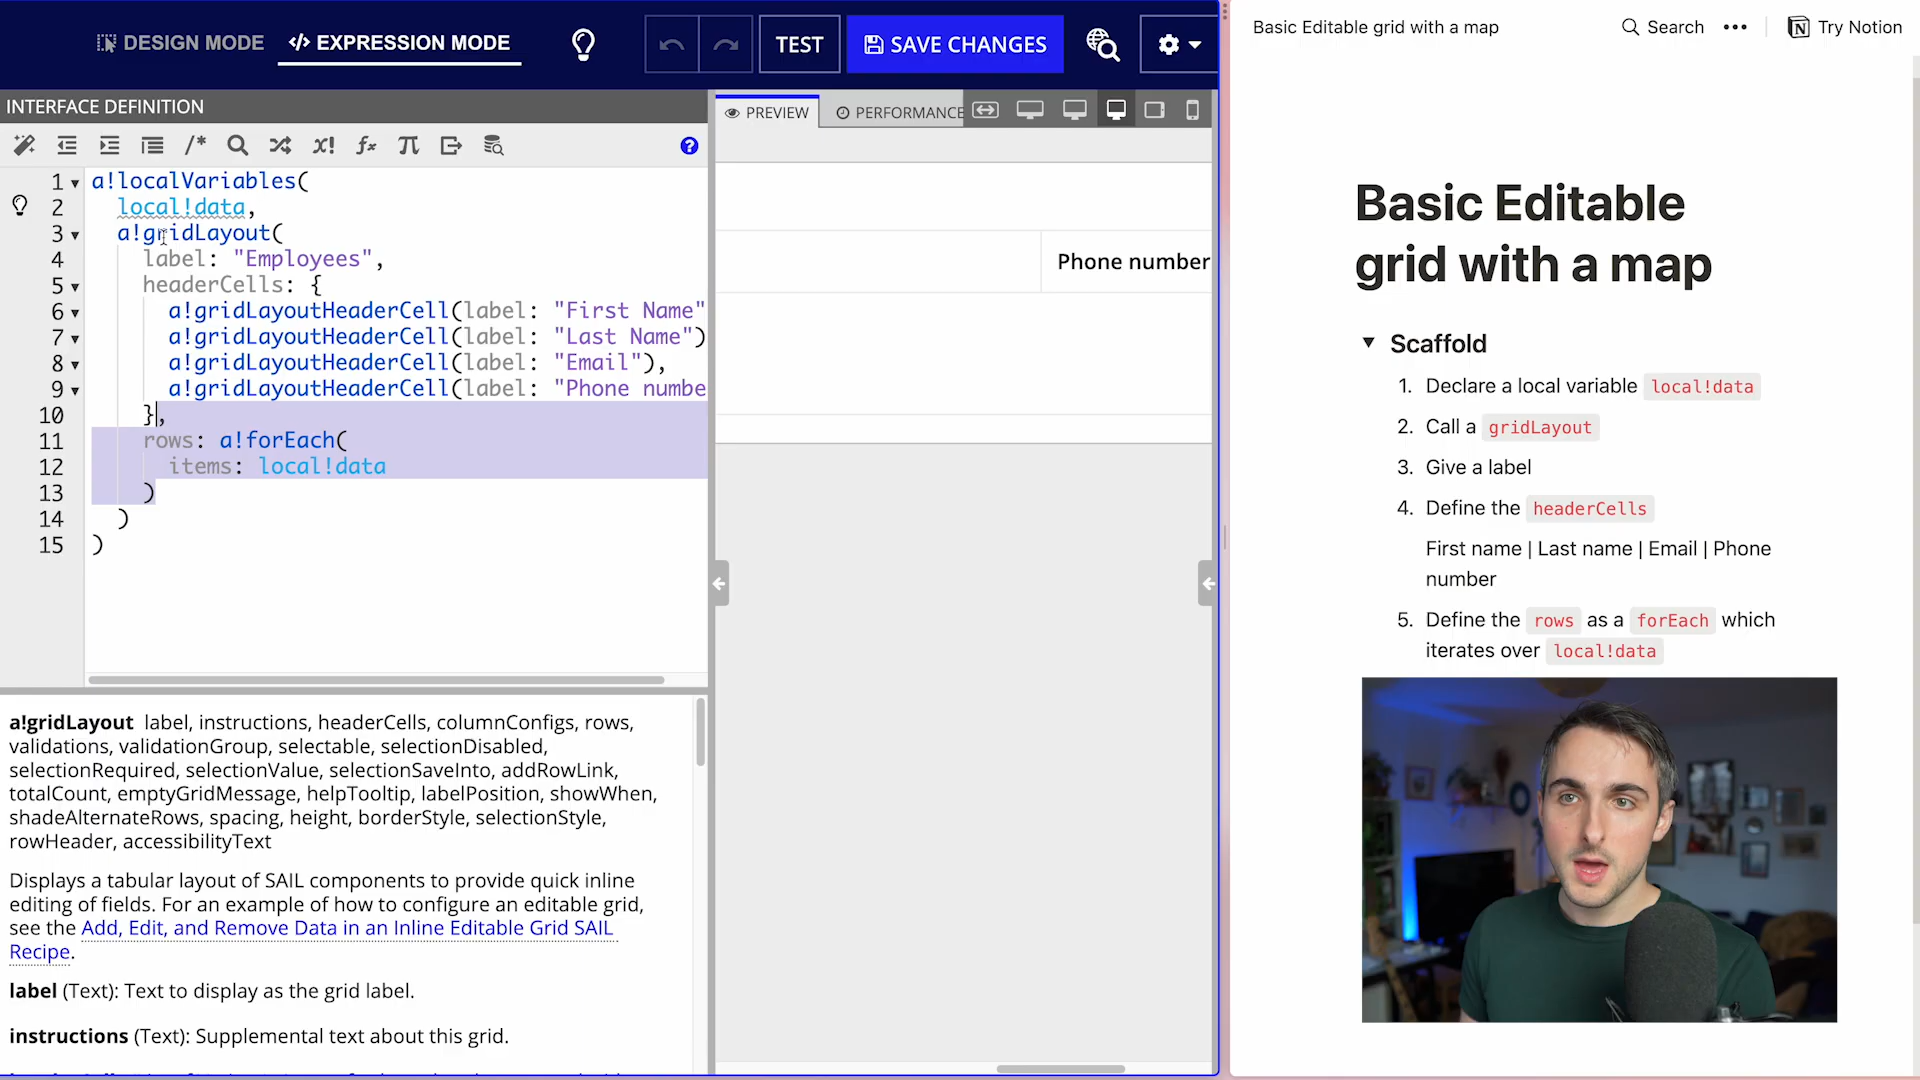 DESIGN MODE
</> EXPRESSION MODE
TEST
SAVE CHANGES
Basic Editable grid with a map
Search
Try Notion
INTERFACE DEFINITION
PREVIEW
PERFORMANCE
/*
x!
fx
π
?
1
a!localVariables(
2
local!data,
3
a!gridLayout(
4
label: "Employees",
5
headerCells: {
6
a!gridLayoutHeaderCell(label: "First Name"
7
a!gridLayoutHeaderCell(label: "Last Name")
8
a!gridLayoutHeaderCell(label: "Email"),
9
a!gridLayoutHeaderCell(label: "Phone numbe
10
},
11
rows: a!forEach(
12
items: local!data
13
)
14
)
15
)
Phone number
Basic Editable
grid with a map
Scaffold
1. Declare a local variable local!data
2. Call a gridLayout
3. Give a label
4. Define the headerCells
First name | Last name | Email | Phone
number
5. Define the rows as a forEach which
iterates over local!data
a!gridLayout label, instructions, headerCells, columnConfigs, rows,
validations, validationGroup, selectable, selectionDisabled,
selectionRequired, selectionValue, selectionSaveInto, addRowLink,
totalCount, emptyGridMessage, helpTooltip, labelPosition, showWhen,
shadeAlternateRows, spacing, height, borderStyle, selectionStyle,
rowHeader, accessibilityText
Displays a tabular layout of SAIL components to provide quick inline
editing of fields. For an example of how to configure an editable grid,
see the Add, Edit, and Remove Data in an Inline Editable Grid SAIL
Recipe.
label (Text): Text to display as the grid label.
instructions (Text): Supplemental text about this grid.